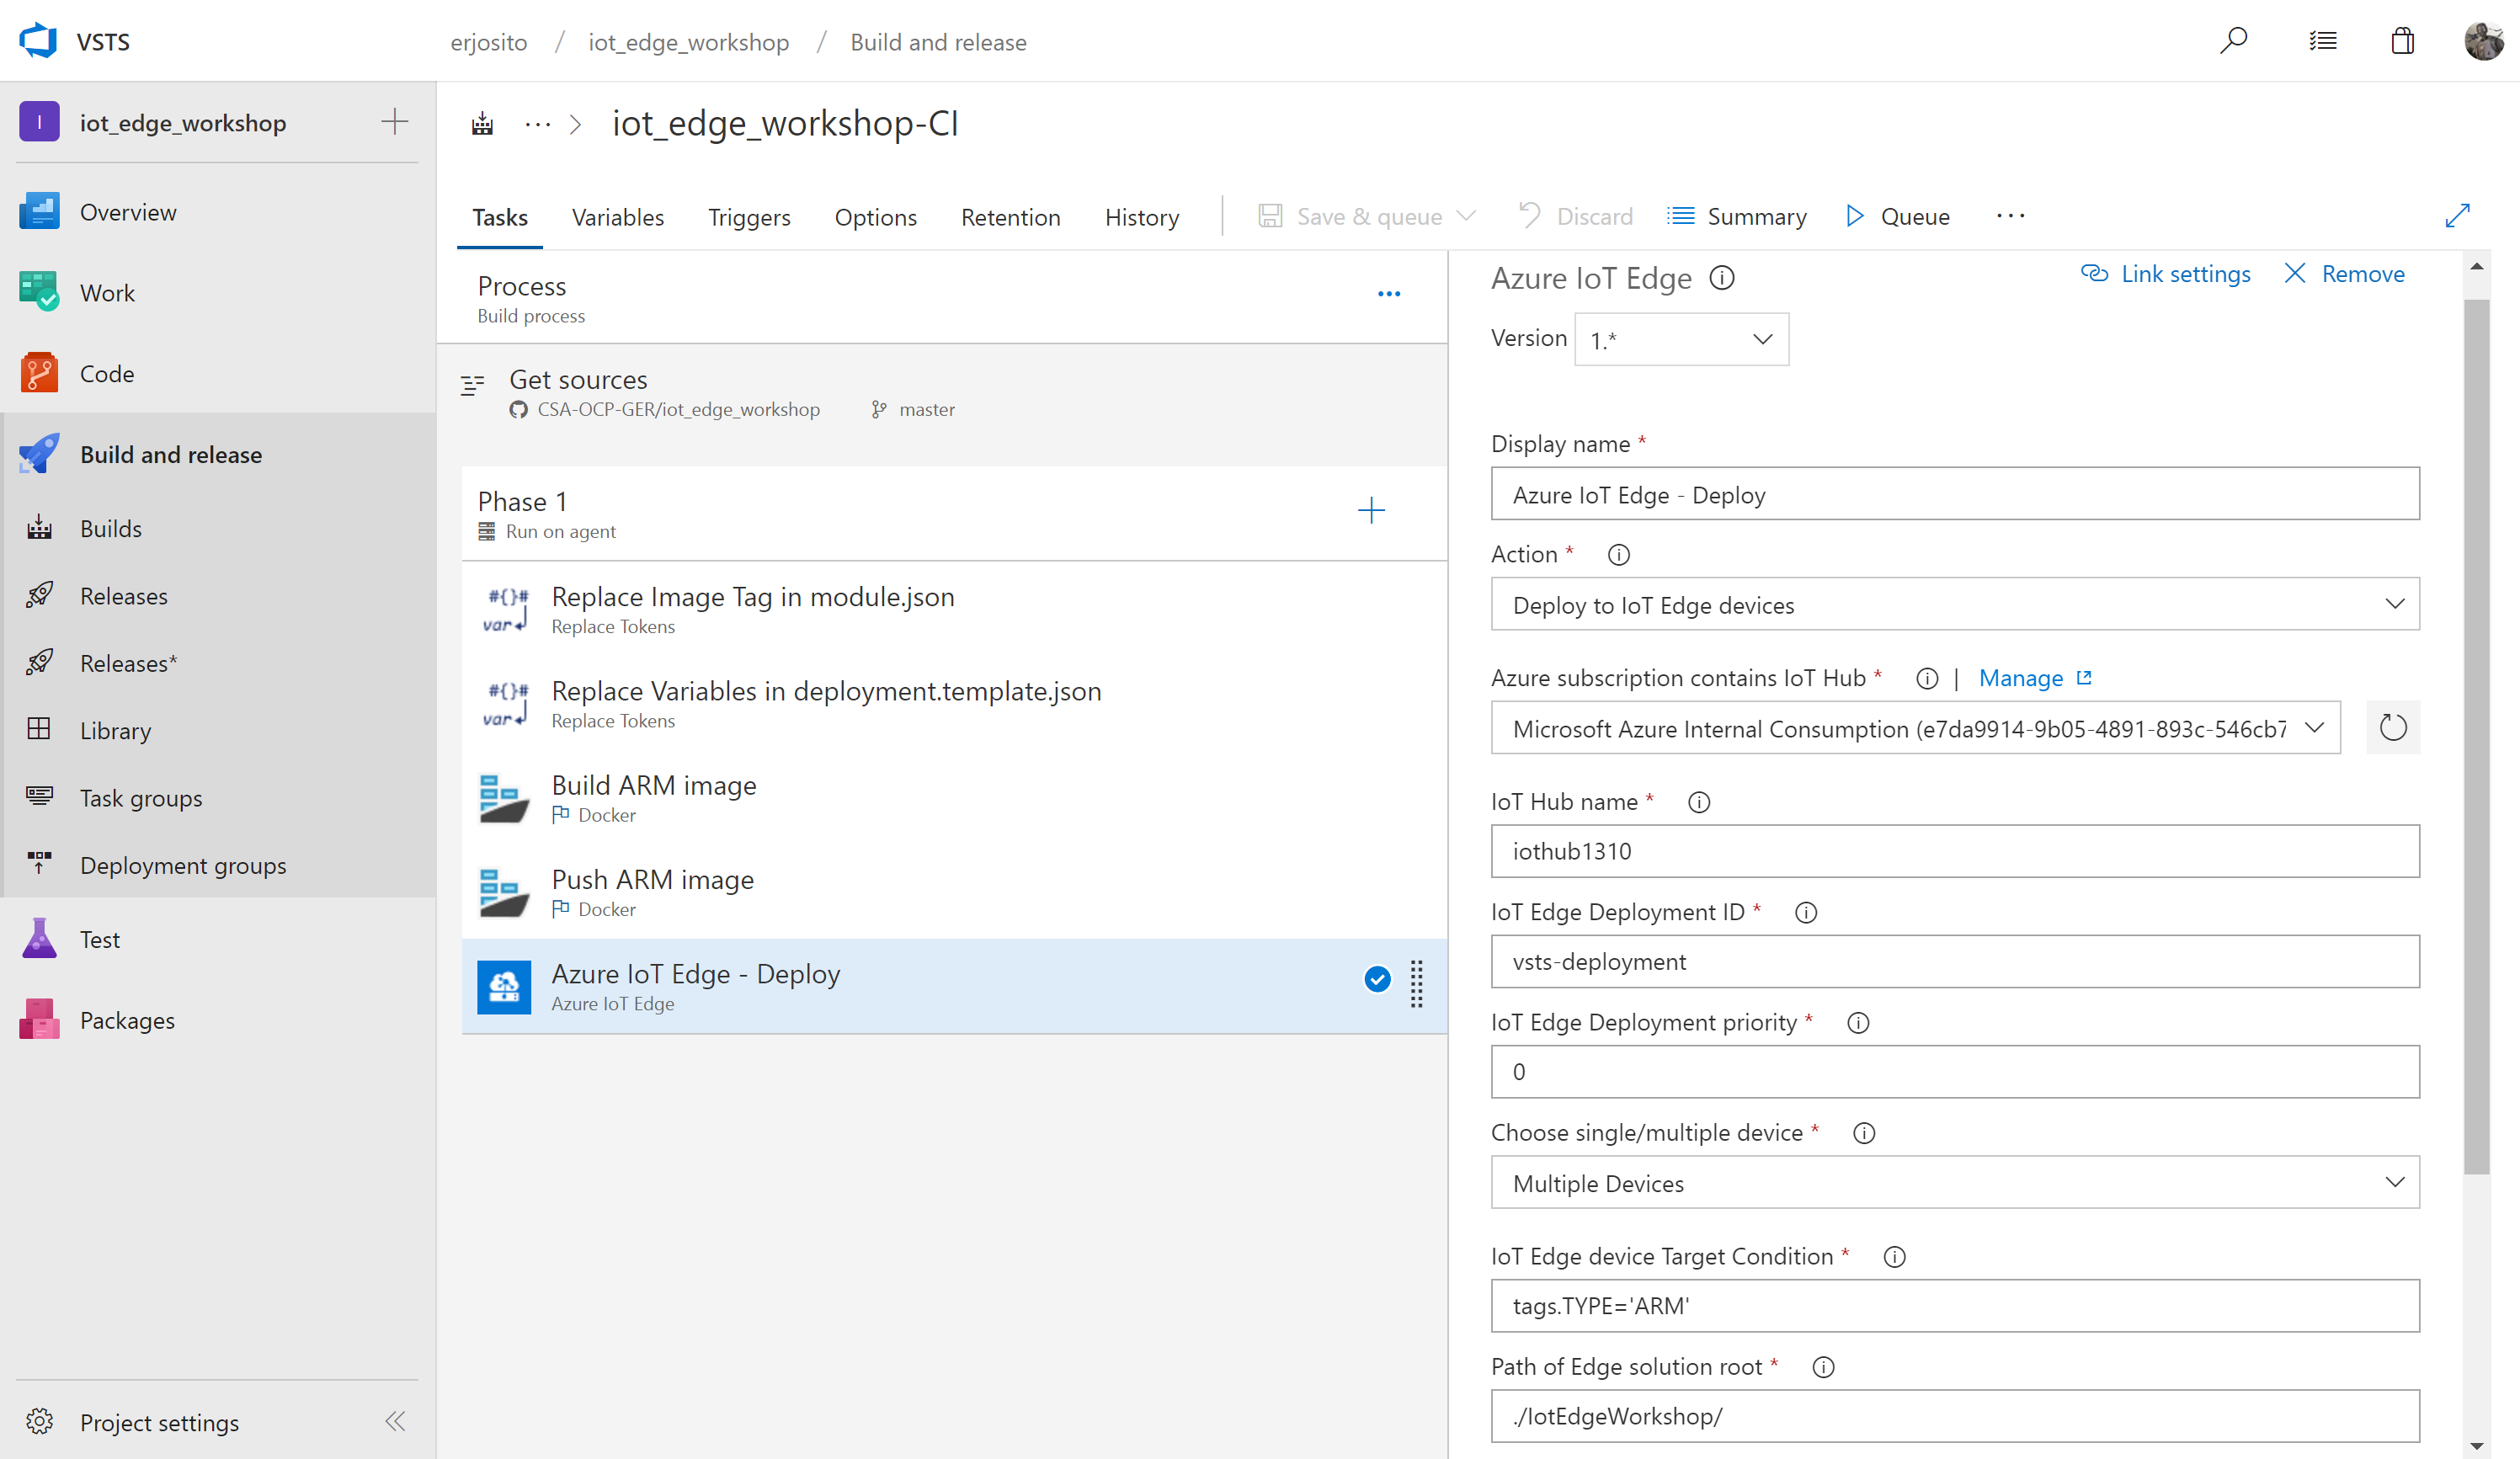 VSTS
erjosito / iot_edge_workshop / Build and release
I iot_edge_workshop
Overview
Work
Code
Build and release
Builds
Releases
Releases*
Library
Task groups
Deployment groups
Test
Packages
Project settings
··· > iot_edge_workshop-CI
Tasks Variables Triggers Options Retention History Save & queue Discard Summary Queue ···
Process
Build process
Get sources
CSA-OCP-GER/iot_edge_workshop master
Phase 1
Run on agent
#{}# var
Replace Image Tag in module.json
Replace Tokens
#{}# var
Replace Variables in deployment.template.json
Replace Tokens
Build ARM image
Docker
Push ARM image
Docker
Azure IoT Edge - Deploy
Azure IoT Edge
Azure IoT Edge
Link settings Remove
Version 1.*
Display name *
Azure IoT Edge - Deploy
Action *
Deploy to IoT Edge devices
Azure subscription contains IoT Hub * | Manage
Microsoft Azure Internal Consumption (e7da9914-9b05-4891-893c-546cb7
IoT Hub name *
iothub1310
IoT Edge Deployment ID *
vsts-deployment
IoT Edge Deployment priority *
0
Choose single/multiple device *
Multiple Devices
IoT Edge device Target Condition *
tags.TYPE='ARM'
Path of Edge solution root *
./IotEdgeWorkshop/